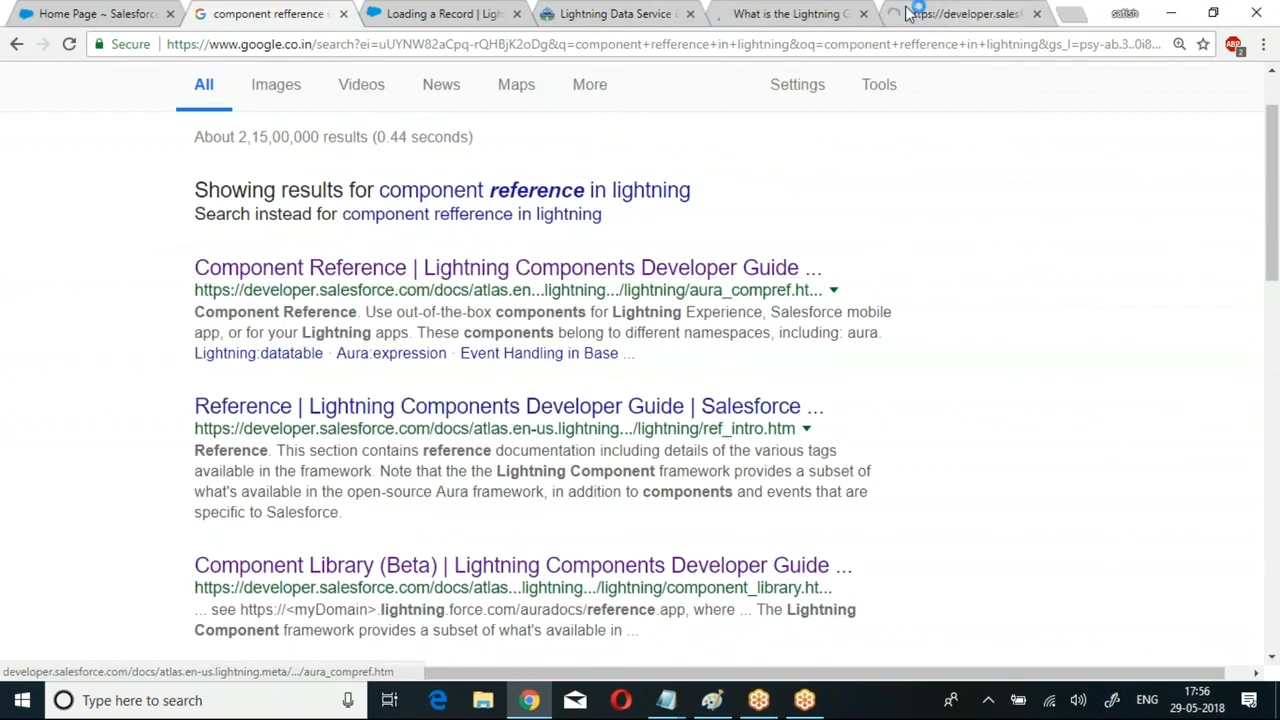 Home Page ~ Salesforce
component refference i
Loading a Record | Light
Lightning Data Service
What is the Lightning C
https://developer.salesf
satish
Secure
https://www.google.co.in/search?ei=uUYNW82aCpq-rQHBjK2oDg&q=component+refference+in+lightning&oq=component+refference+in+lightning&gs_l=psy-ab.3..0i8...
ABP
2
All
Images
Videos
News
Maps
More
Settings
Tools
About 2,15,00,000 results (0.44 seconds)
Showing results for component reference in lightning
Search instead for component refference in lightning
Component Reference | Lightning Components Developer Guide ...
https://developer.salesforce.com/docs/atlas.en...lightning.../lightning/aura_compref.ht...
Component Reference. Use out-of-the-box components for Lightning Experience, Salesforce mobile
app, or for your Lightning apps. These components belong to different namespaces, including: aura.
Lightning:datatable · Aura:expression · Event Handling in Base ...
Reference | Lightning Components Developer Guide | Salesforce ...
https://developer.salesforce.com/docs/atlas.en-us.lightning.../lightning/ref_intro.htm
Reference. This section contains reference documentation including details of the various tags
available in the framework. Note that the the Lightning Component framework provides a subset of
what's available in the open-source Aura framework, in addition to components and events that are
specific to Salesforce.
Component Library (Beta) | Lightning Components Developer Guide ...
https://developer.salesforce.com/docs/atlas...lightning.../lightning/component_library.ht...
... see https://<myDomain>.lightning.force.com/auradocs/reference.app, where ... The Lightning
Component framework provides a subset of what's available in ...
developer.salesforce.com/docs/atlas.en-us.lightning.meta/.../aura_compref.htm
Type here to search
ENG
17:56
29-05-2018